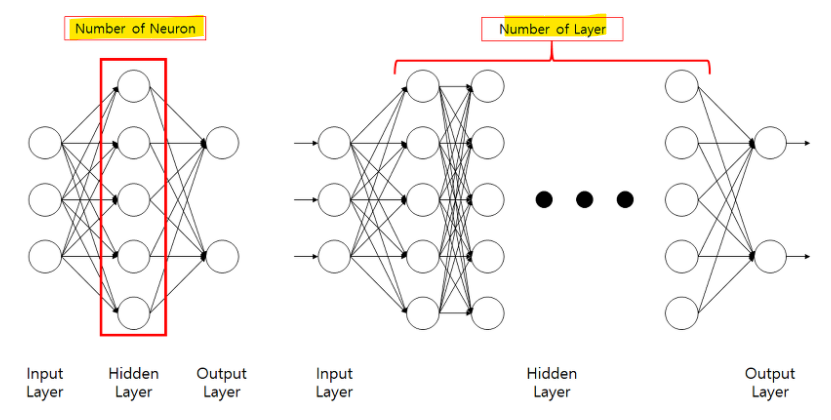 Number of Neuron
Number of Layer
Input
Layer
Hidden
Layer
Output
Layer
Input
Layer
Hidden
Layer
Output
Layer